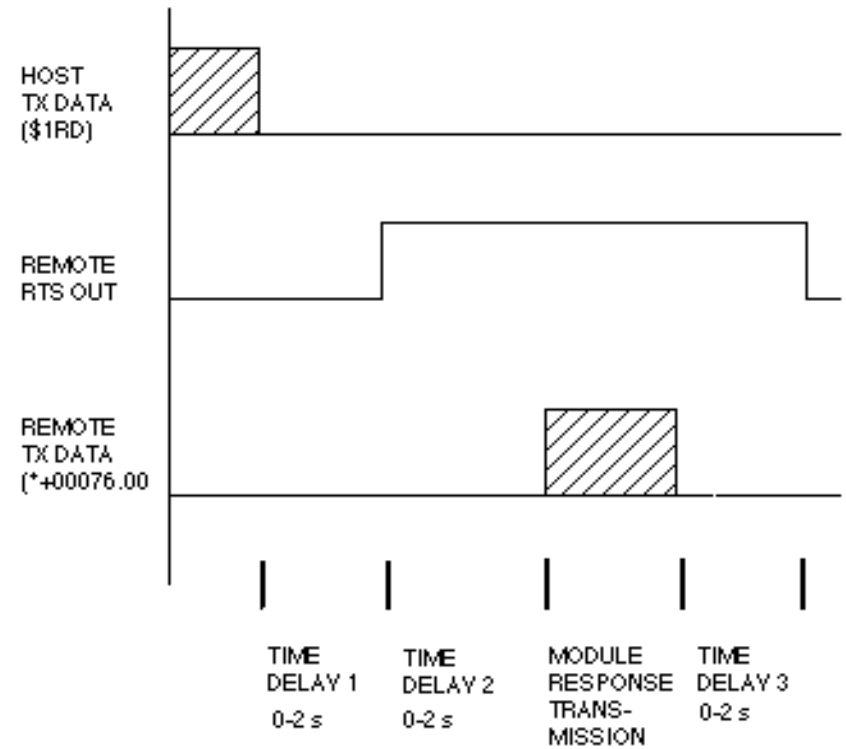 HOST
TX DATA
($1RD)
REMOTE
RTS OUT
REMOTE
TX DATA
(*+00076.00
TIME
DELAY 1
0-2 s
TIME
DELAY 2
0-2 s
MODULE
RESPONSE
TRANS-
MISSION
TIME
DELAY 3
0-2 s